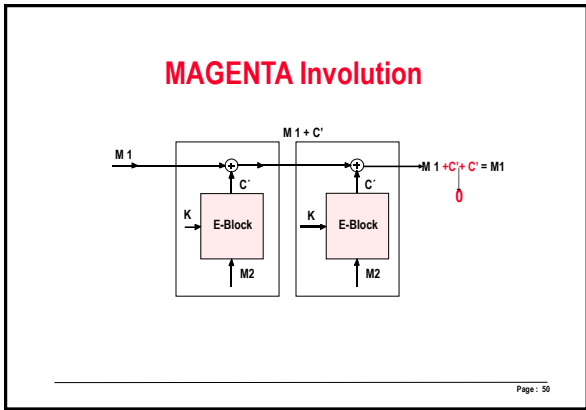 MAGENTA Involution
M 1 + C'
M 1
M 1 +C'+ C' = M1
C´
C´
0
K
K
E-Block
E-Block
M2
M2
Page : 50